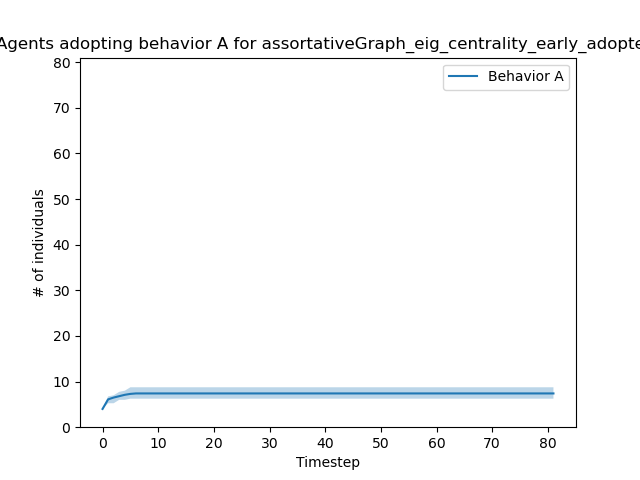 Agents adopting behavior A for assortativeGraph_eig_centrality_early_adopte
Behavior A
80
70
60
50
40
30
20
10
0
# of individuals
0 10 20 30 40 50 60 70 80
Timestep